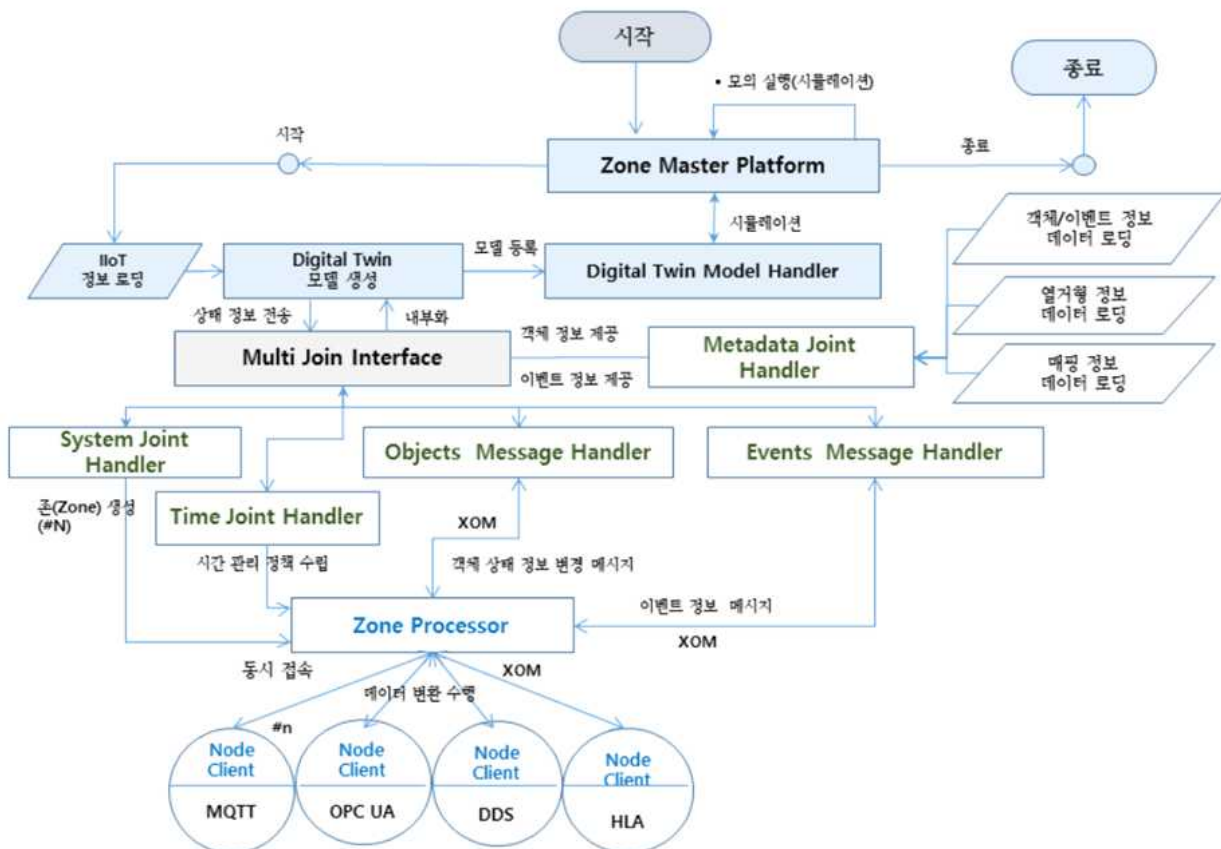 시작
종료
• 모의 실행(시뮬레이션)
시작
Zone Master Platform
종료
시뮬레이션
객체/이벤트 정보
데이터 로딩
IIoT
정보 로딩
Digital Twin
모델 생성
모델 등록
Digital Twin Model Handler
열거형 정보
데이터 로딩
상태 정보 전송
내부화
Multi Join Interface
객체 정보 제공
이벤트 정보 제공
Metadata Joint
Handler
매핑 정보
데이터 로딩
System Joint
Handler
Objects Message Handler
Events Message Handler
존(Zone) 생성
(#N)
Time Joint Handler
XOM
시간 관리 정책 수립
객체 상태 정보 변경 메시지
이벤트 정보 메시지
Zone Processor
XOM
동시 접속
XOM
데이터 변환 수행
#n
Node
Client
MQTT
Node
Client
OPC UA
Node
Client
DDS
Node
Client
HLA